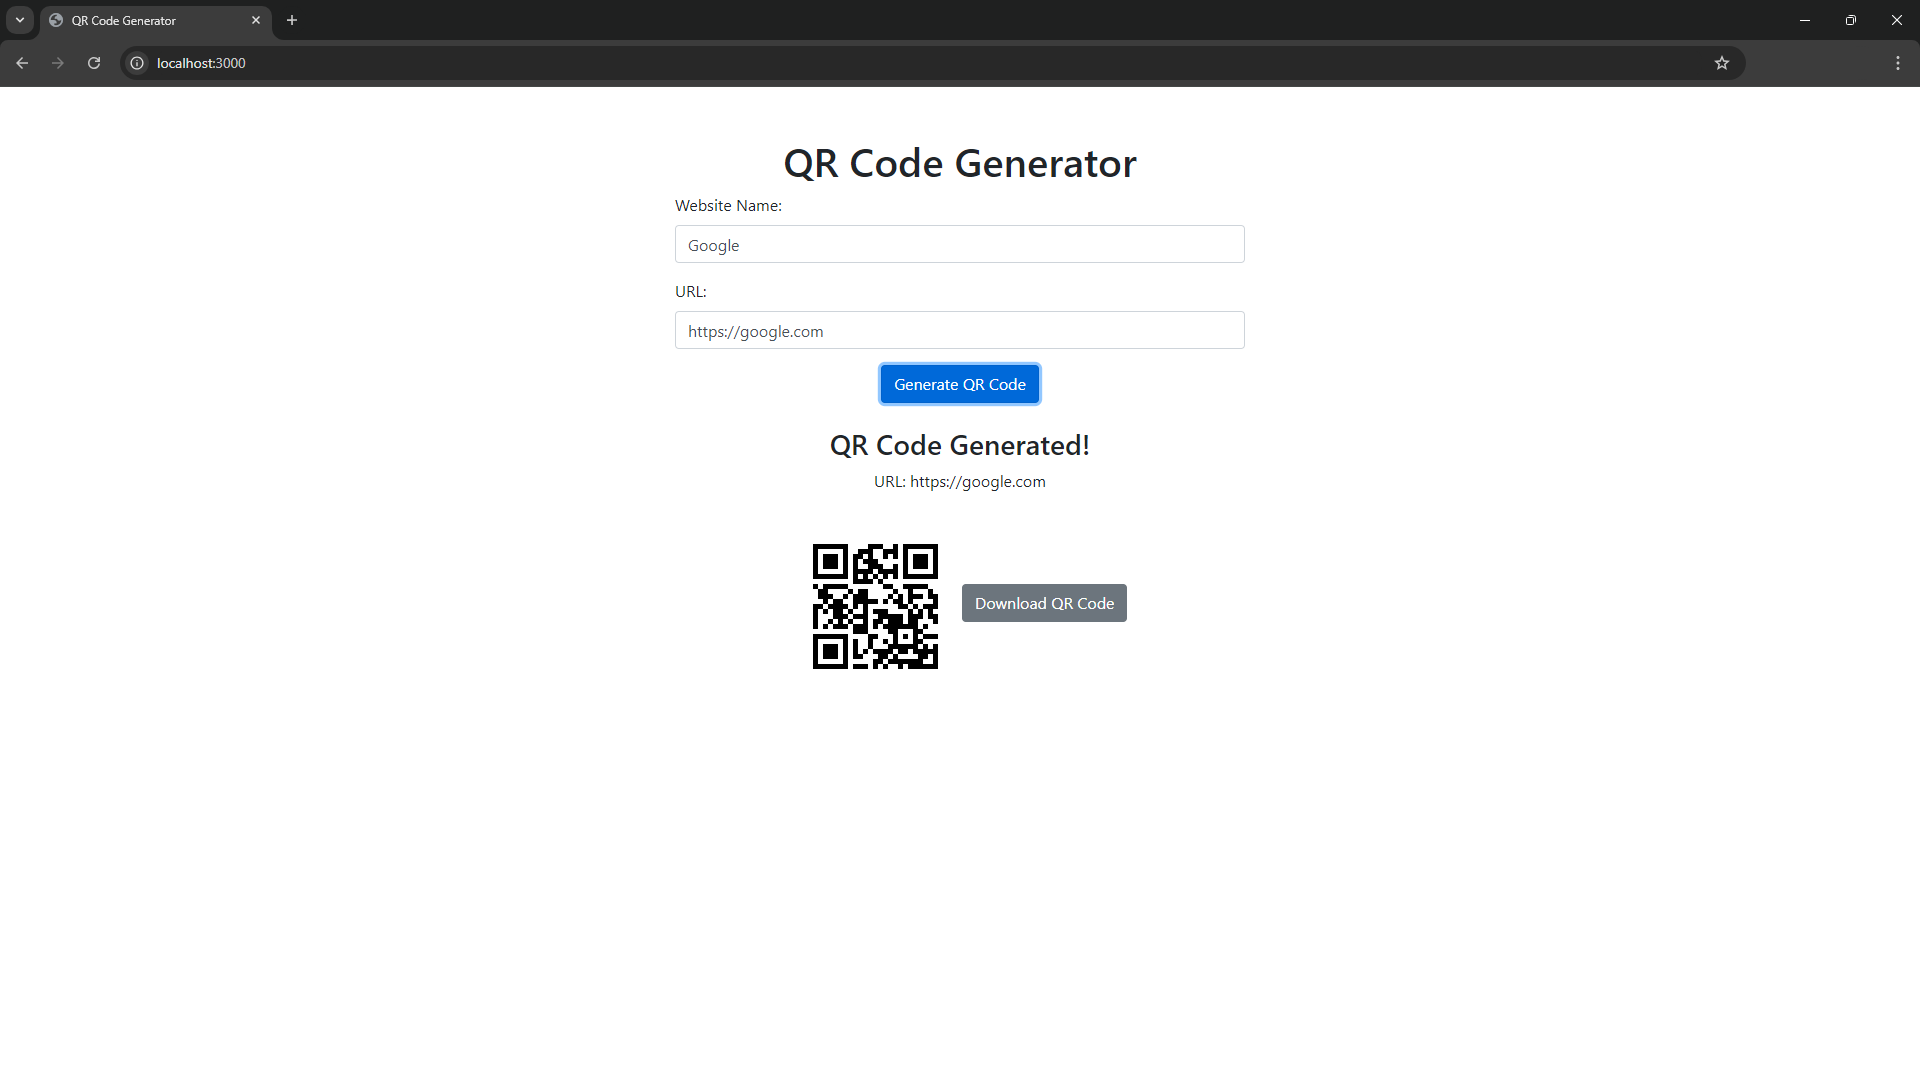 QR Code Generator
localhost:3000
QR Code Generator
Website Name:
Google
URL:
https://google.com
Generate QR Code
QR Code Generated!
URL: https://google.com
Download QR Code